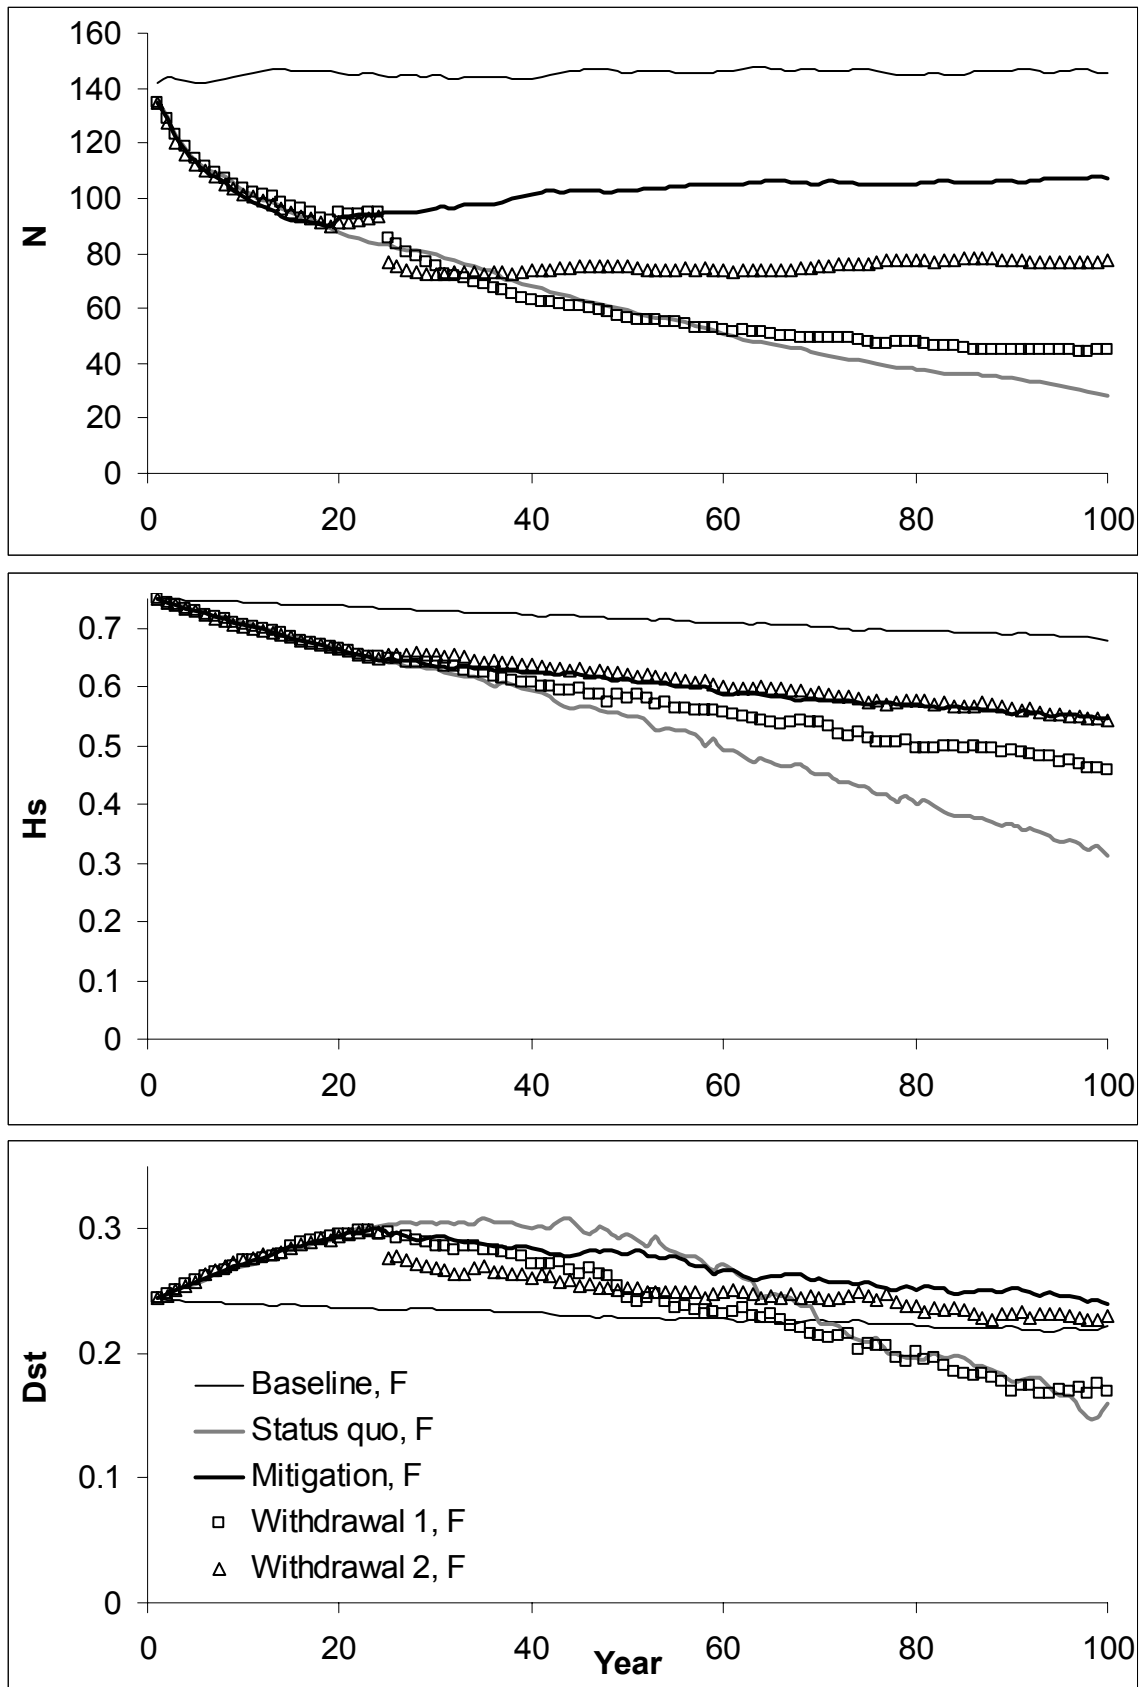 160
140
120
100
80
60
40
20
0
N
0 20 40 60 80 100
0.7
0.6
0.5
0.4
0.3
0.2
0.1
0
Hs
0 20 40 60 80 100
0.3
0.2
0.1
0
Dst
Baseline, F
Status quo, F
Mitigation, F
Withdrawal 1, F
Withdrawal 2, F
0 20 40 60 80 100
Year